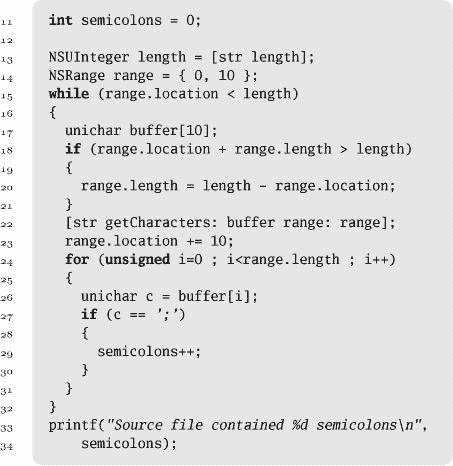 11 int semicolons = 0;
12
13 NSUInteger length = [str length];
14 NSRange range = { 0, 10 };
15 while (range.location < length)
16 {
17   unichar buffer[10];
18   if (range.location + range.length > length)
19   {
20     range.length = length - range.location;
21   }
22   [str getCharacters: buffer range: range];
23   range.location += 10;
24   for (unsigned i=0 ; i<range.length ; i++)
25   {
26     unichar c = buffer[i];
27     if (c == ';')
28     {
29       semicolons++;
30     }
31   }
32 }
33 printf("Source file contained %d semicolons\n",
34     semicolons);